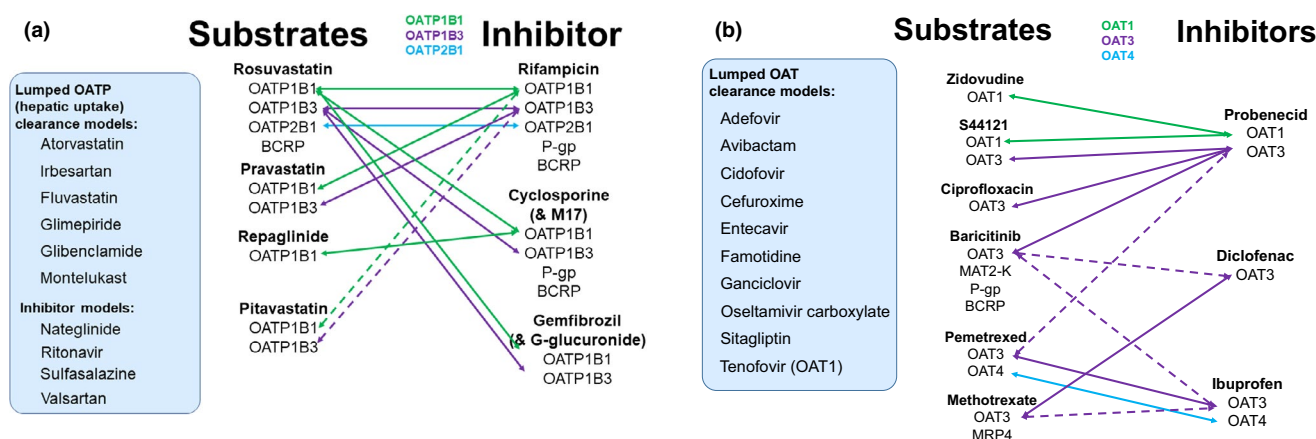 (a)
Substrates
OATP1B1
OATP1B3
OATP2B1
Inhibitor
Lumped OATP
(hepatic uptake)
clearance models:
Atorvastatin
Irbesartan
Fluvastatin
Glimepiride
Glibenclamide
Montelukast
Inhibitor models:
Nateglinide
Ritonavir
Sulfasalazine
Valsartan
Rosuvastatin
OATP1B1
OATP1B3
OATP2B1
BCRP
Pravastatin
OATP1B1
OATP1B3
Repaglinide
OATP1B1
Pitavastatin
OATP1B1
OATP1B3
Rifampicin
OATP1B1
OATP1B3
OATP2B1
P-gp
BCRP
Cyclosporine
(& M17)
OATP1B1
OATP1B3
P-gp
BCRP
Gemfibrozil
(& G-glucuronide)
OATP1B1
OATP1B3
(b)
Substrates
OAT1
OAT3
OAT4
Inhibitors
Lumped OAT
clearance models:
Adefovir
Avibactam
Cidofovir
Cefuroxime
Entecavir
Famotidine
Ganciclovir
Oseltamivir carboxylate
Sitagliptin
Tenofovir (OAT1)
Zidovudine
OAT1
S44121
OAT1
OAT3
Ciprofloxacin
OAT3
Baricitinib
OAT3
MAT2-K
P-gp
BCRP
Pemetrexed
OAT3
OAT4
Methotrexate
OAT3
MRP4
Probenecid
OAT1
OAT3
Diclofenac
OAT3
Ibuprofen
OAT3
OAT4